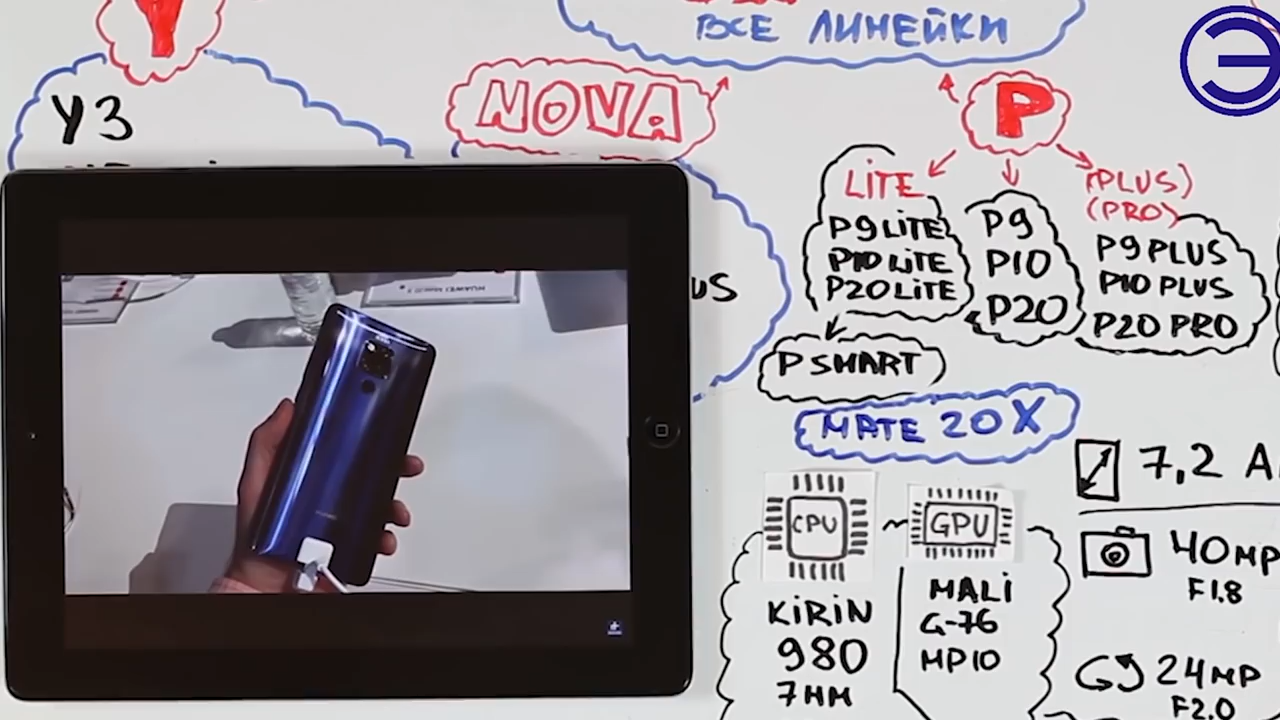 ВСЕ ЛИНЕЙКИ
Y
Э
NOVA
P
Y3
LITE
(PLUS)
(PRO)
P9 LITE
P10 LITE
P20 LITE
P9
P10
P20
P9 PLUS
P10 PLUS
P20 PRO
P SMART
MATE 20 X
CPU
GPU
KIRIN
980
7НМ
MALI
G-76
MP10
7,2 A
40MP
F1.8
24MP
F2.0